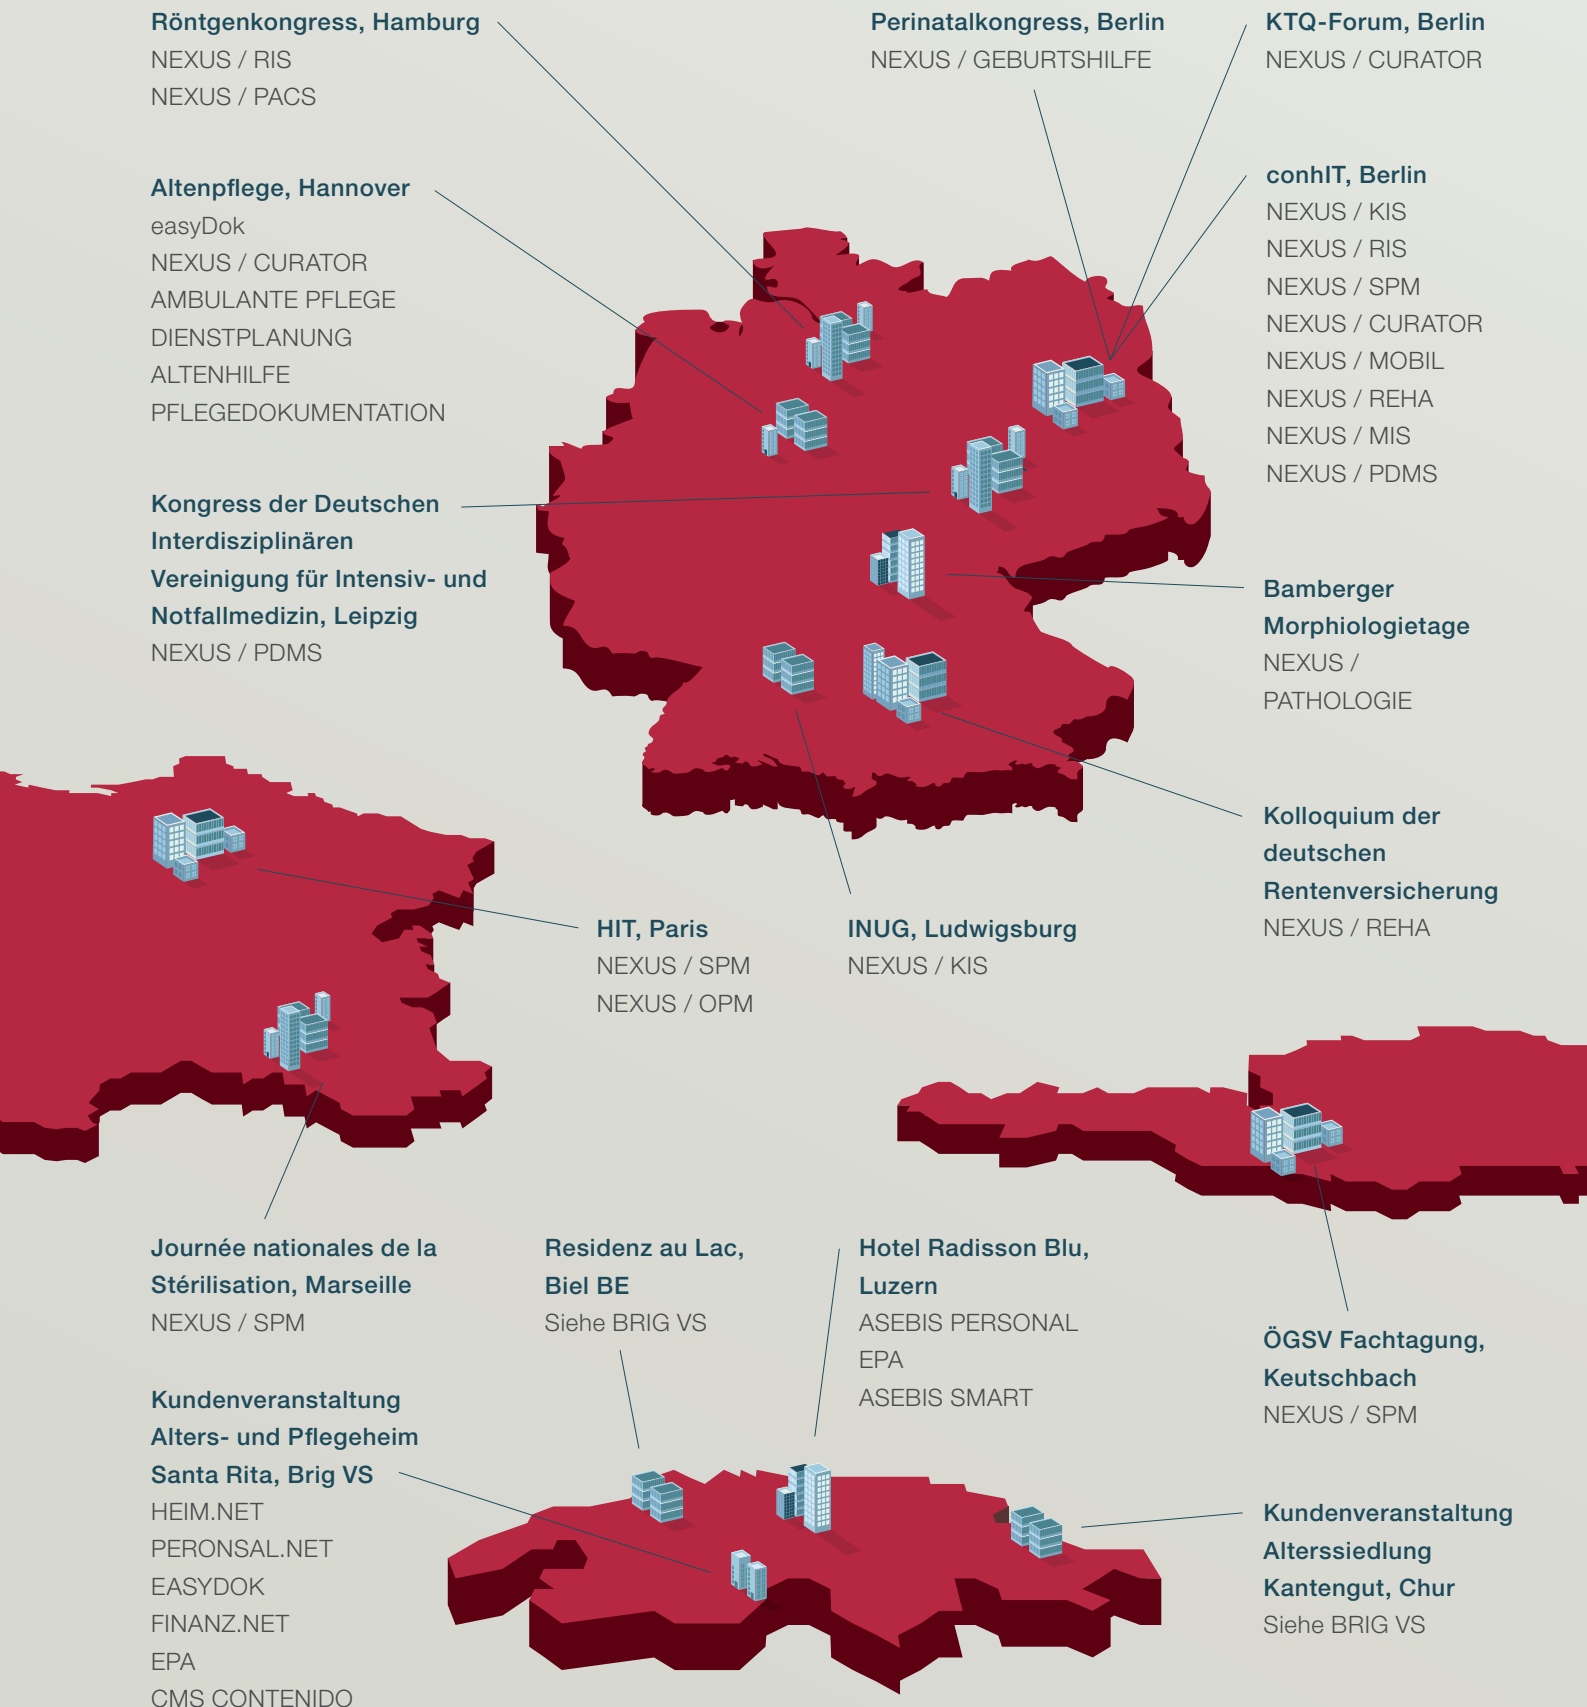 Röntgenkongress, Hamburg
NEXUS / RIS
NEXUS / PACS
Perinatalkongress, Berlin
NEXUS / GEBURTSHILFE
KTQ-Forum, Berlin
NEXUS / CURATOR
Altenpflege, Hannover
easyDok
NEXUS / CURATOR
AMBULANTE PFLEGE
DIENSTPLANUNG
ALTENHILFE
PFLEGEDOKUMENTATION
conhIT, Berlin
NEXUS / KIS
NEXUS / RIS
NEXUS / SPM
NEXUS / CURATOR
NEXUS / MOBIL
NEXUS / REHA
NEXUS / MIS
NEXUS / PDMS
Kongress der Deutschen
Interdisziplinären
Vereinigung für Intensiv- und
Notfallmedizin, Leipzig
NEXUS / PDMS
Bamberger
Morphiologietage
NEXUS /
PATHOLOGIE
Kolloquium der
deutschen
Rentenversicherung
NEXUS / REHA
HIT, Paris
NEXUS / SPM
NEXUS / OPM
INUG, Ludwigsburg
NEXUS / KIS
Journée nationales de la
Stérilisation, Marseille
NEXUS / SPM
Residenz au Lac,
Biel BE
Siehe BRIG VS
Hotel Radisson Blu,
Luzern
ASEBIS PERSONAL
EPA
ASEBIS SMART
ÖGSV Fachtagung,
Keutschbach
NEXUS / SPM
Kundenveranstaltung
Alters- und Pflegeheim
Santa Rita, Brig VS
HEIM.NET
PERONSAL.NET
EASYDOK
FINANZ.NET
EPA
CMS CONTENIDO
Kundenveranstaltung
Alterssiedlung
Kantengut, Chur
Siehe BRIG VS